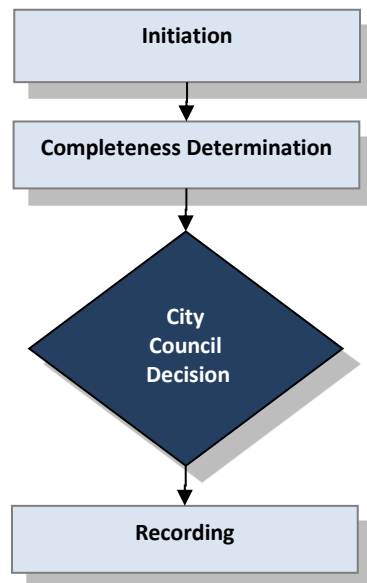 Initiation
Completeness Determination
City
Council
Decision
Recording